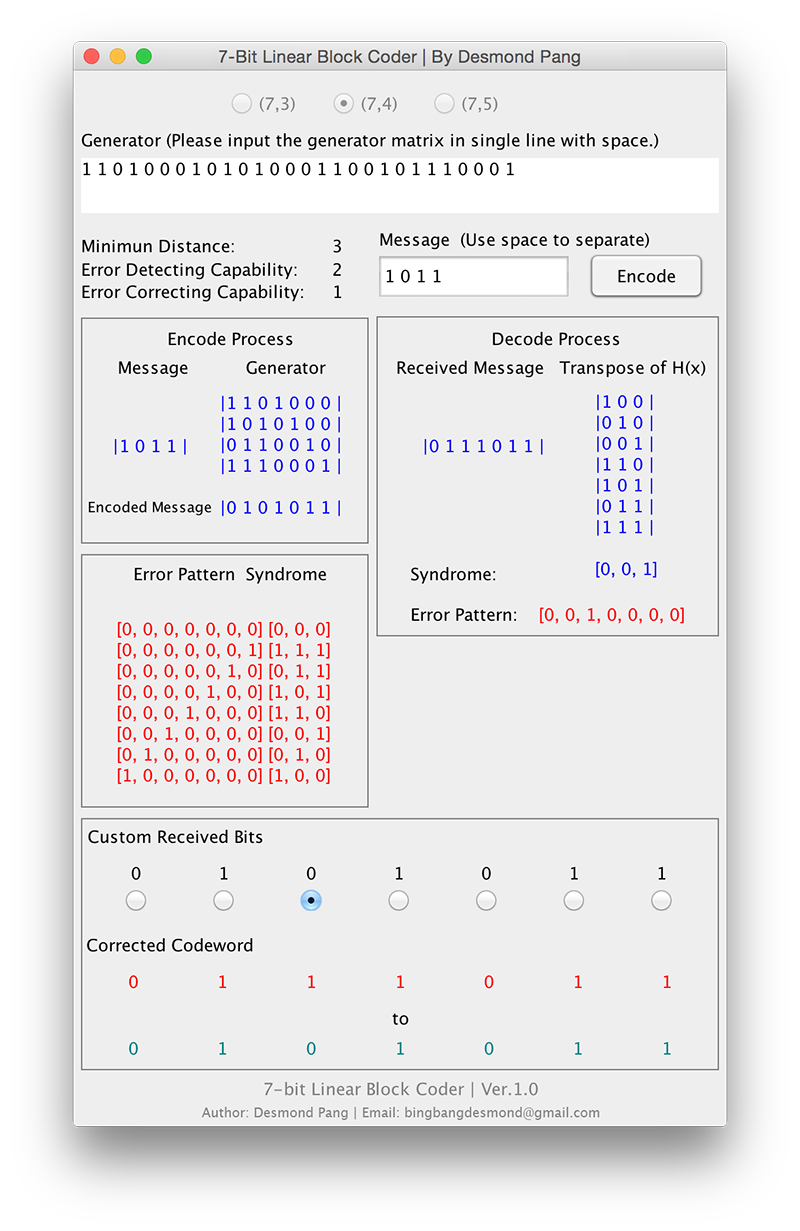 7-Bit Linear Block Coder | By Desmond Pang
(7,3) (7,4) (7,5)
Generator (Please input the generator matrix in single line with space.)
1 1 0 1 0 0 0 1 0 1 0 1 0 0 0 1 1 0 0 1 0 1 1 1 0 0 0 1
Minimun Distance: 3
Error Detecting Capability: 2
Error Correcting Capability: 1
Message (Use space to separate)
1 0 1 1
Encode
Encode Process
Message Generator
|1 1 0 1 0 0 0 |
|1 0 1 0 1 0 0 |
|1 0 1 1 | |0 1 1 0 0 1 0 |
|1 1 1 0 0 0 1 |
Encoded Message |0 1 0 1 0 1 1 |
Decode Process
Received Message Transpose of H(x)
|1 0 0 |
|0 1 0 |
|0 1 1 1 0 1 1 | |0 0 1 |
|1 1 0 |
|1 0 1 |
|0 1 1 |
|1 1 1 |
Syndrome: [0, 0, 1]
Error Pattern: [0, 0, 1, 0, 0, 0, 0]
Error Pattern Syndrome
[0, 0, 0, 0, 0, 0, 0] [0, 0, 0]
[0, 0, 0, 0, 0, 0, 1] [1, 1, 1]
[0, 0, 0, 0, 0, 1, 0] [0, 1, 1]
[0, 0, 0, 0, 1, 0, 0] [1, 0, 1]
[0, 0, 0, 1, 0, 0, 0] [1, 1, 0]
[0, 0, 1, 0, 0, 0, 0] [0, 0, 1]
[0, 1, 0, 0, 0, 0, 0] [0, 1, 0]
[1, 0, 0, 0, 0, 0, 0] [1, 0, 0]
Custom Received Bits
0 1 0 1 0 1 1
Corrected Codeword
0 1 1 1 0 1 1
to
0 1 0 1 0 1 1
7-bit Linear Block Coder | Ver.1.0
Author: Desmond Pang | Email: bingbangdesmond@gmail.com